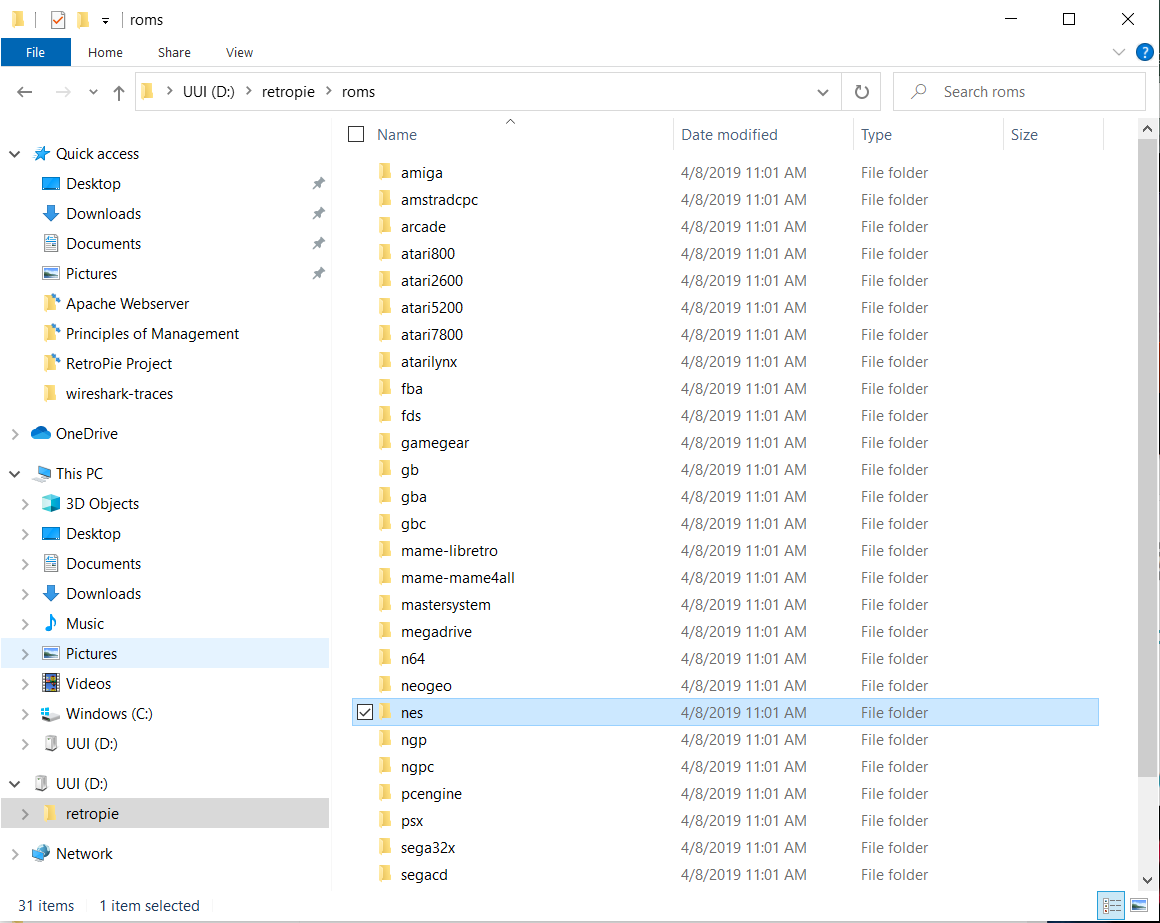 roms
File Home Share View
UUI (D:) retropie roms Search roms
Name Date modified Type Size
Quick access
Desktop
Downloads
Documents
Pictures
Apache Webserver
Principles of Management
RetroPie Project
wireshark-traces
OneDrive
This PC
3D Objects
Desktop
Documents
Downloads
Music
Pictures
Videos
Windows (C:)
UUI (D:)
UUI (D:)
retropie
Network
amiga 4/8/2019 11:01 AM File folder
amstradcpc 4/8/2019 11:01 AM File folder
arcade 4/8/2019 11:01 AM File folder
atari800 4/8/2019 11:01 AM File folder
atari2600 4/8/2019 11:01 AM File folder
atari5200 4/8/2019 11:01 AM File folder
atari7800 4/8/2019 11:01 AM File folder
atarilynx 4/8/2019 11:01 AM File folder
fba 4/8/2019 11:01 AM File folder
fds 4/8/2019 11:01 AM File folder
gamegear 4/8/2019 11:01 AM File folder
gb 4/8/2019 11:01 AM File folder
gba 4/8/2019 11:01 AM File folder
gbc 4/8/2019 11:01 AM File folder
mame-libretro 4/8/2019 11:01 AM File folder
mame-mame4all 4/8/2019 11:01 AM File folder
mastersystem 4/8/2019 11:01 AM File folder
megadrive 4/8/2019 11:01 AM File folder
n64 4/8/2019 11:01 AM File folder
neogeo 4/8/2019 11:01 AM File folder
nes 4/8/2019 11:01 AM File folder
ngp 4/8/2019 11:01 AM File folder
ngpc 4/8/2019 11:01 AM File folder
pcengine 4/8/2019 11:01 AM File folder
psx 4/8/2019 11:01 AM File folder
sega32x 4/8/2019 11:01 AM File folder
segacd 4/8/2019 11:01 AM File folder
31 items 1 item selected